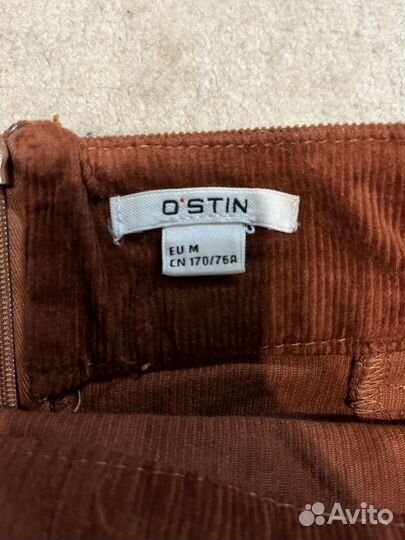 O'STIN
EU M
CN 170/76A
Avito